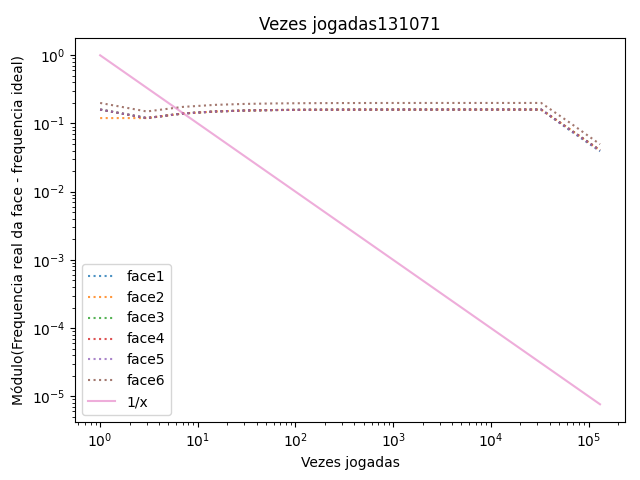 Vezes jogadas131071
Módulo(Frequencia real da face - frequencia ideal)
10^0
10^-1
10^-2
10^-3
10^-4
10^-5
face1
face2
face3
face4
face5
face6
1/x
10^0
10^1
10^2
10^3
10^4
10^5
Vezes jogadas